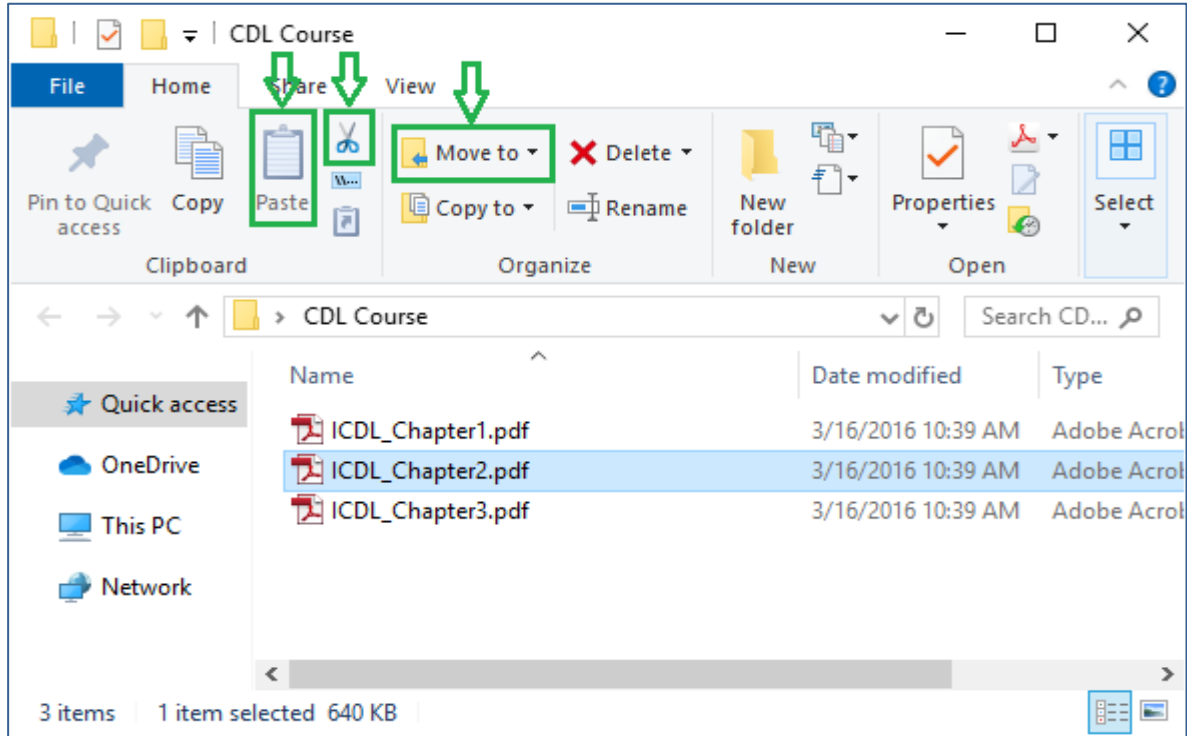 CDL Course
File Home Share View
Pin to Quick access Copy Paste
Move to Delete
Copy to Rename
New folder
Properties
Select
Clipboard Organize New Open
CDL Course Search CD...
Name Date modified Type
Quick access
OneDrive
This PC
Network
ICDL_Chapter1.pdf 3/16/2016 10:39 AM Adobe Acrob
ICDL_Chapter2.pdf 3/16/2016 10:39 AM Adobe Acrob
ICDL_Chapter3.pdf 3/16/2016 10:39 AM Adobe Acrob
3 items 1 item selected 640 KB